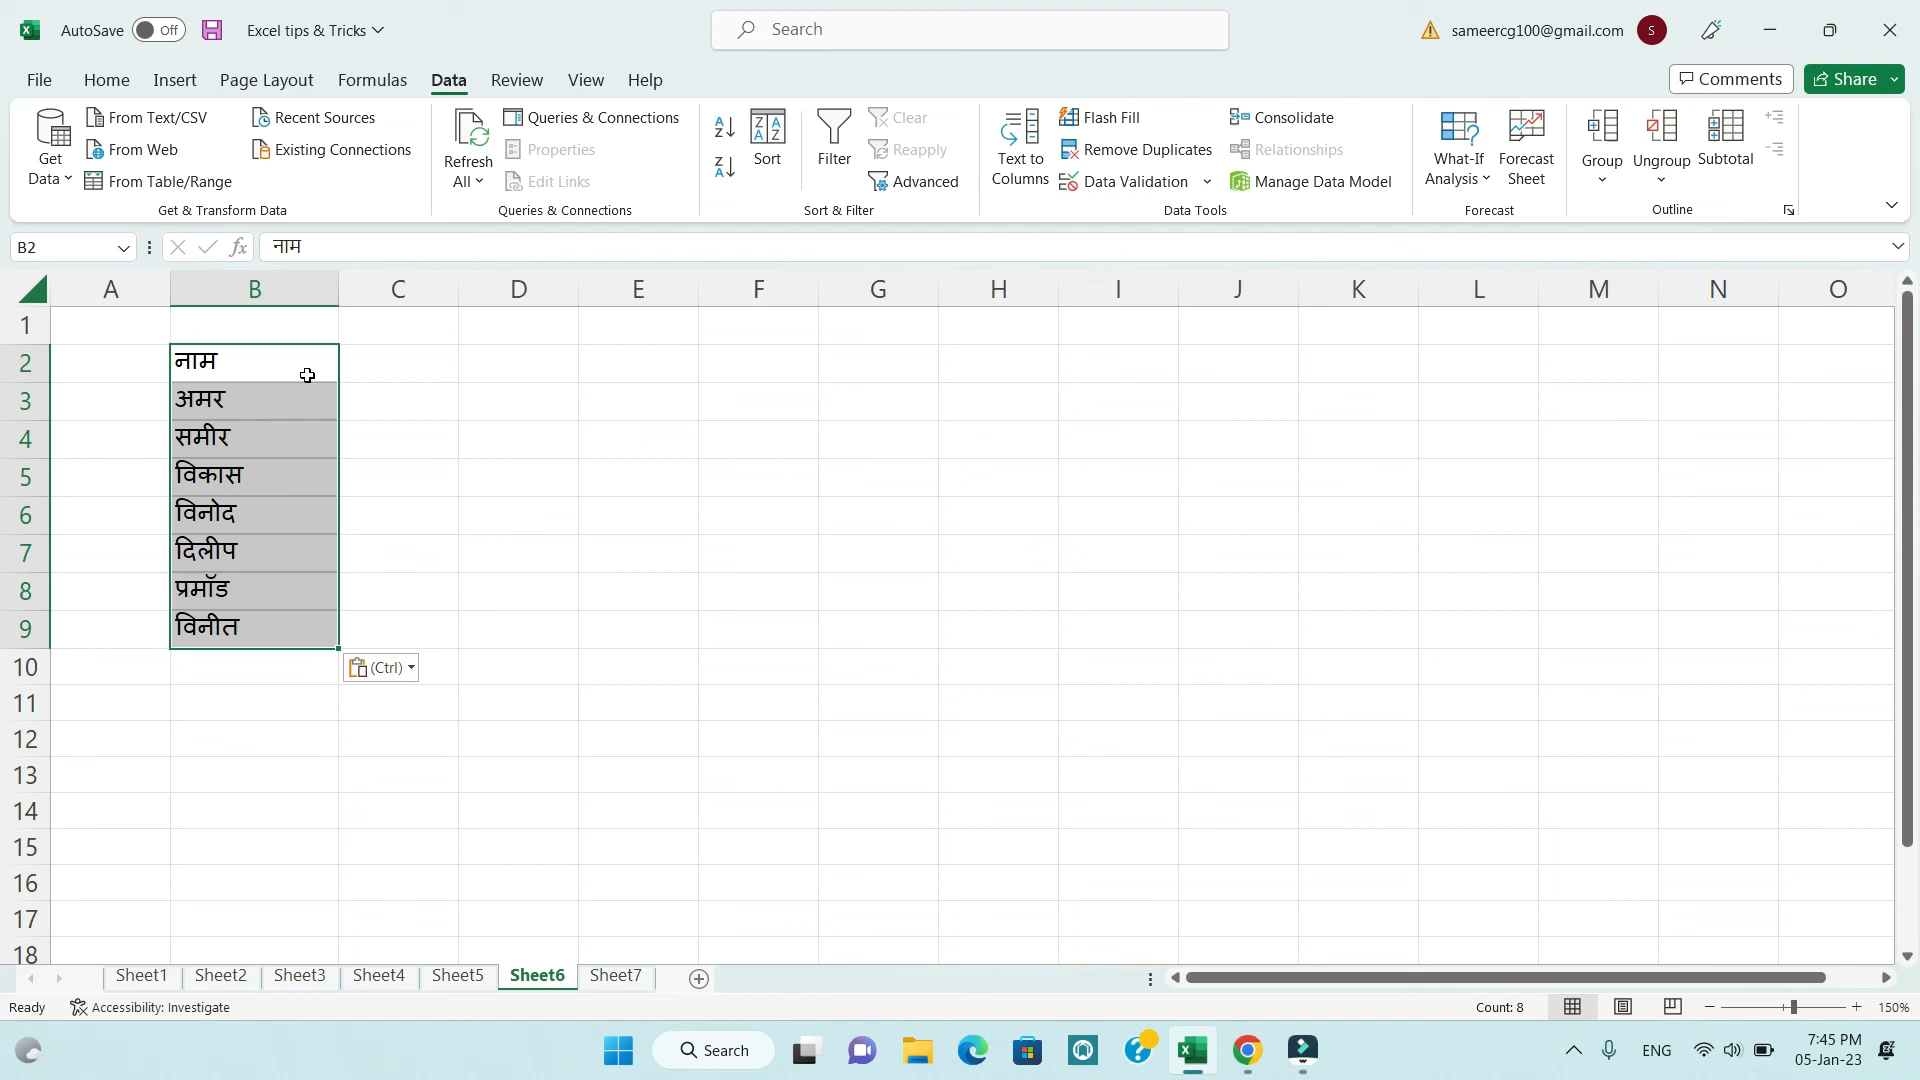 AutoSave Off Excel tips & Tricks Search sameercg100@gmail.com S
File Home Insert Page Layout Formulas Data Review View Help Comments Share
Get Data From Text/CSV From Web From Table/Range Recent Sources Existing Connections
Get & Transform Data
Refresh All Queries & Connections Properties Edit Links
Queries & Connections
Sort Filter Clear Reapply Advanced
Sort & Filter
Text to Columns Flash Fill Remove Duplicates Data Validation Consolidate Relationships Manage Data Model
Data Tools
What-If Analysis Forecast Sheet
Forecast
Group Ungroup Subtotal
Outline
B2 fx नाम
A B C D E F G H I J K L M N O
1
2 नाम
3 अमर
4 समीर
5 विकास
6 विनोद
7 दिलीप
8 प्रमॉड
9 विनीत
10 (Ctrl)
11
12
13
14
15
16
17
18
Sheet1 Sheet2 Sheet3 Sheet4 Sheet5 Sheet6 Sheet7
Ready Accessibility: Investigate Count: 8 150%
Search ENG 7:45 PM
05-Jan-23